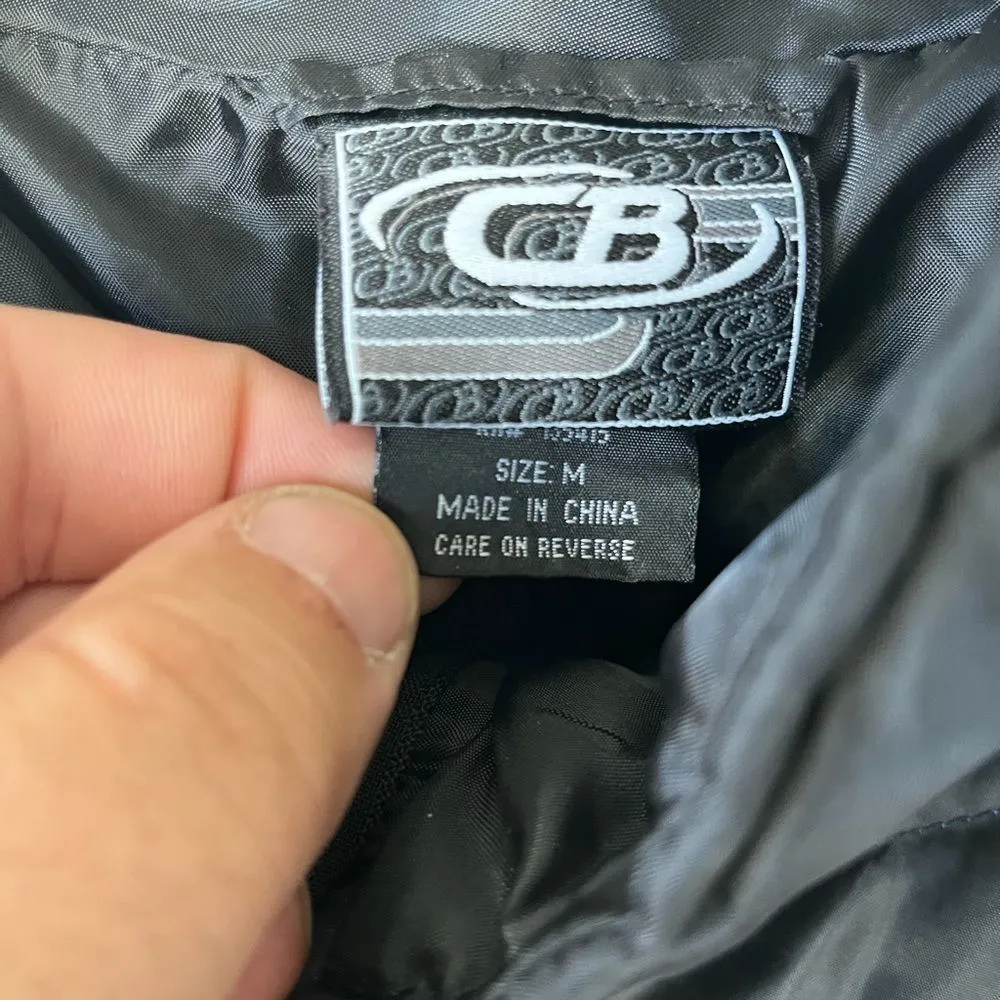 CB
SIZE: M
MADE IN CHINA
CARE ON REVERSE